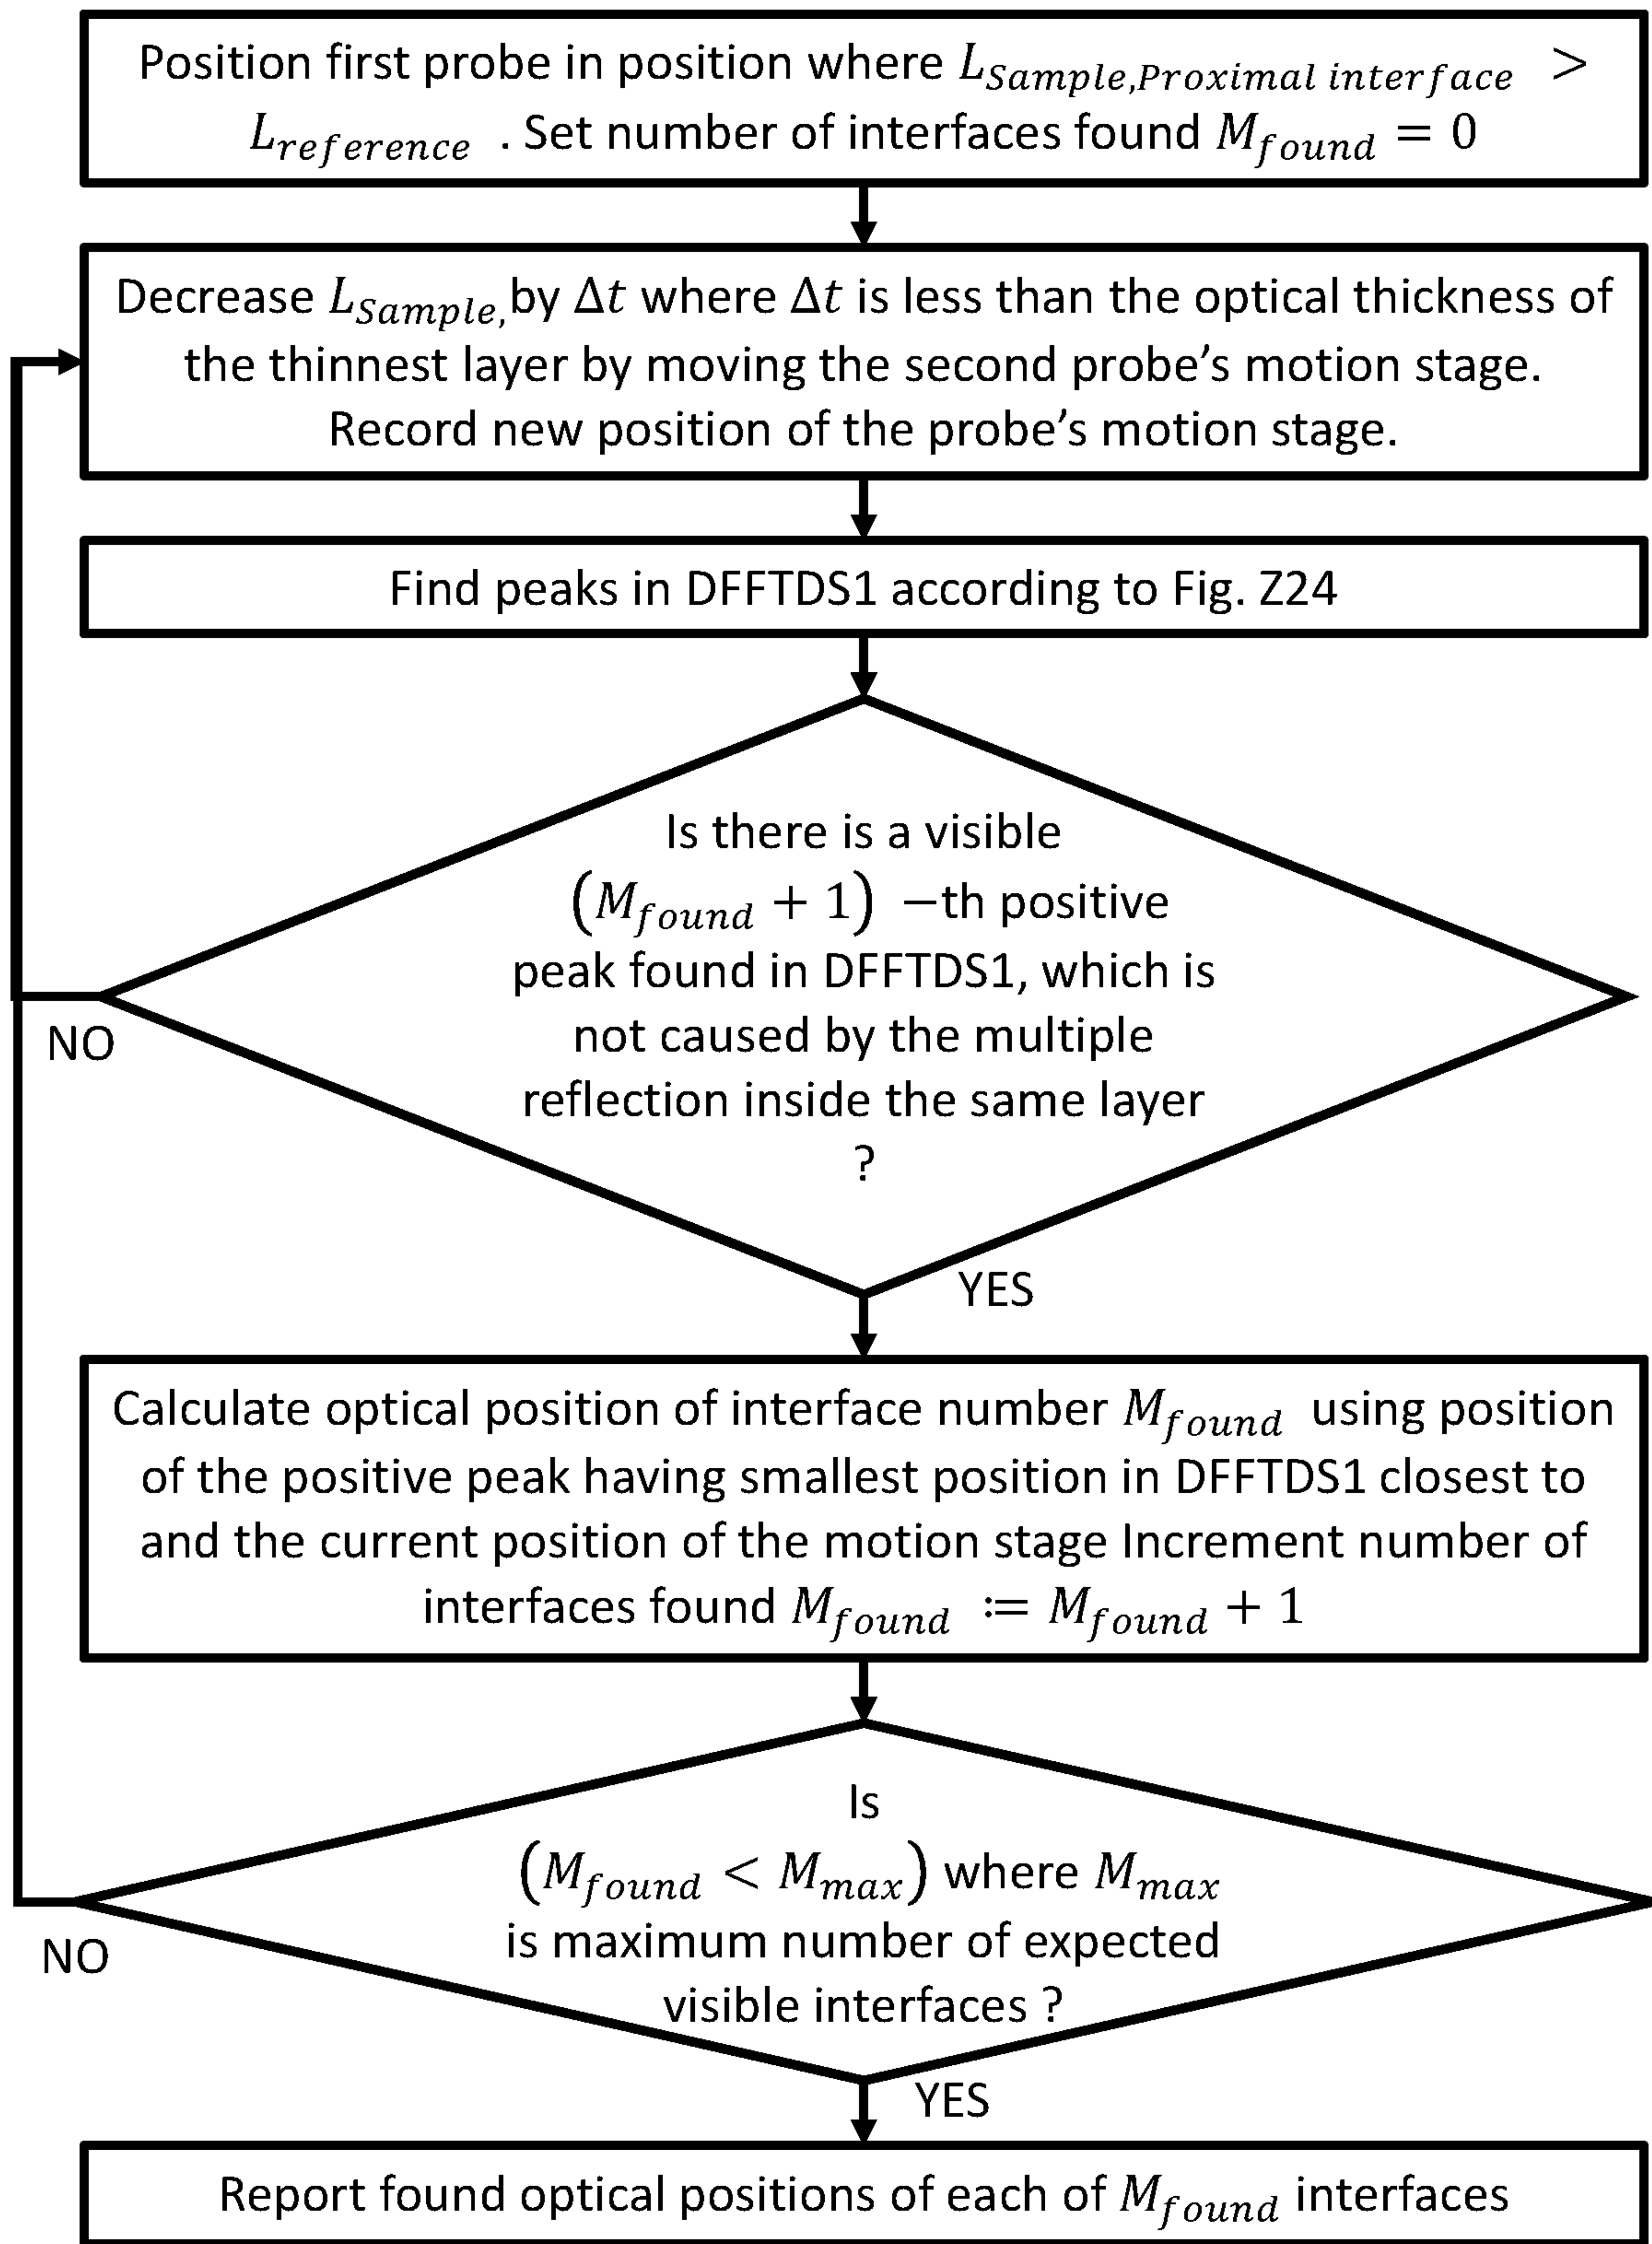 Position first probe in position where L_{Sample,Proximal interface} >
L_{reference} . Set number of interfaces found M_{found} = 0
Decrease L_{Sample,} by Δt where Δt is less than the optical thickness of
the thinnest layer by moving the second probe's motion stage.
Record new position of the probe's motion stage.
Find peaks in DFFTDS1 according to Fig. Z24
Is there is a visible
(M_{found} + 1) −th positive
peak found in DFFTDS1, which is
not caused by the multiple
reflection inside the same layer
?
NO
YES
Calculate optical position of interface number M_{found} using position
of the positive peak having smallest position in DFFTDS1 closest to
and the current position of the motion stage Increment number of
interfaces found M_{found} := M_{found} + 1
Is
(M_{found} < M_{max}) where M_{max}
is maximum number of expected
visible interfaces ?
NO
YES
Report found optical positions of each of M_{found} interfaces